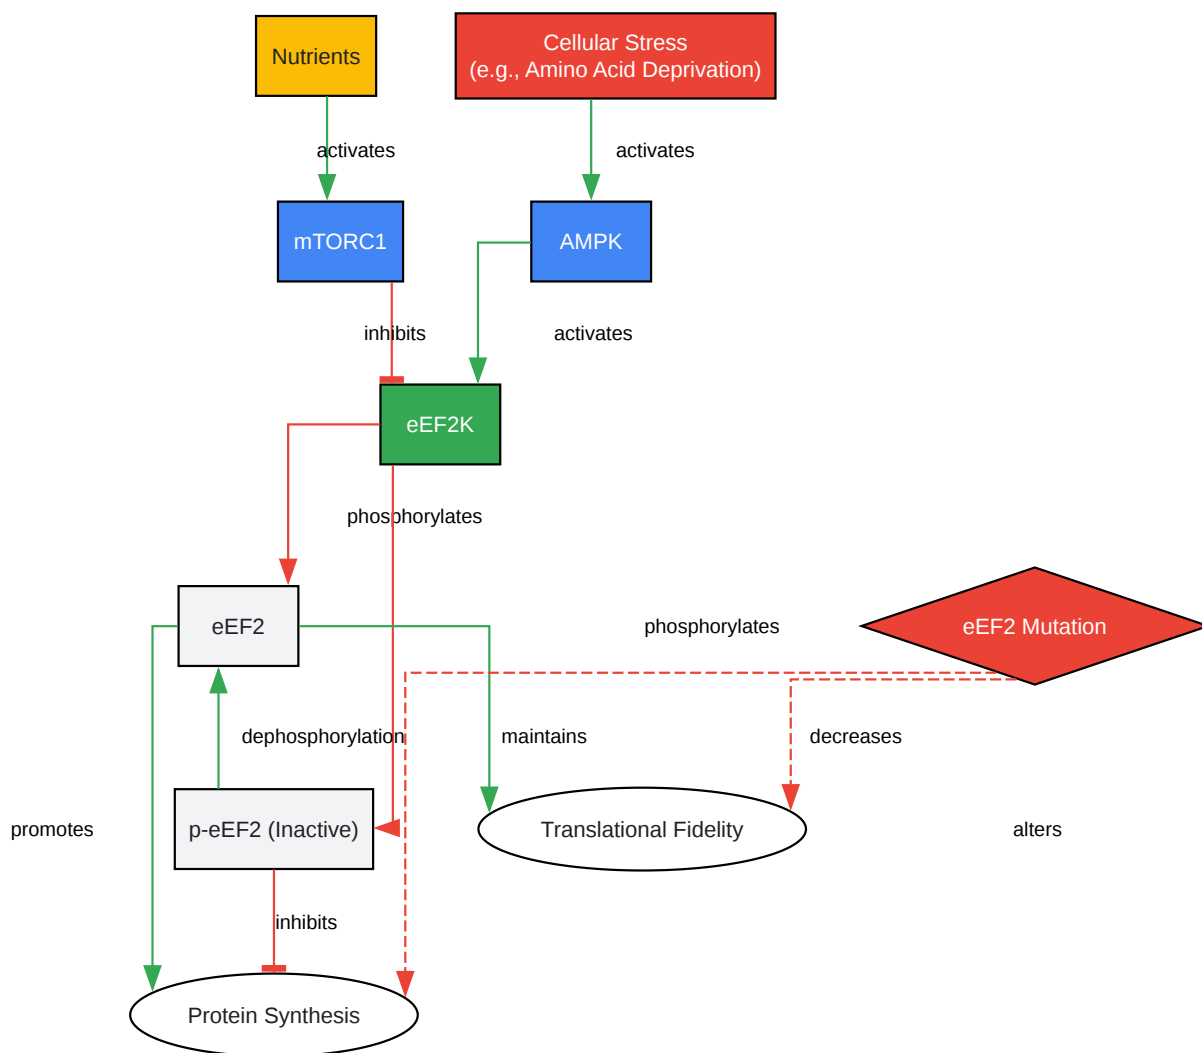 Nutrients
Cellular Stress
(e.g., Amino Acid Deprivation)
activates
activates
mTORC1
AMPK
inhibits
activates
eEF2K
phosphorylates
eEF2
phosphorylates
eEF2 Mutation
dephosphorylation
maintains
decreases
promotes
p-eEF2 (Inactive)
Translational Fidelity
alters
inhibits
Protein Synthesis